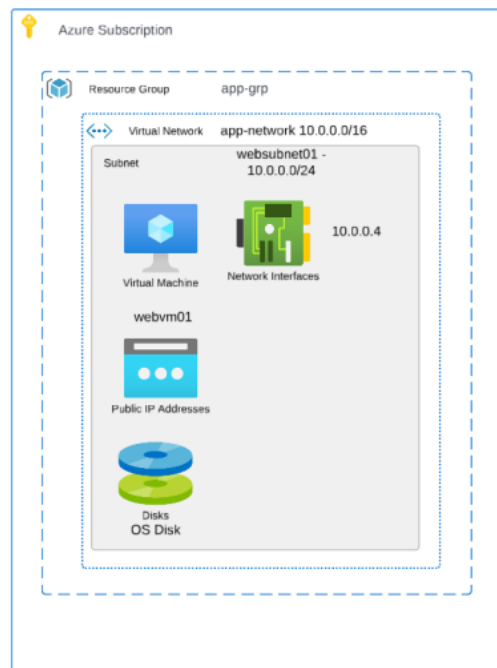 Azure Subscription
Resource Group app-grp
Virtual Network app-network 10.0.0.0/16
Subnet
websubnet01 -
10.0.0.0/24
10.0.0.4
Virtual Machine
Network Interfaces
webvm01
Public IP Addresses
Disks
OS Disk